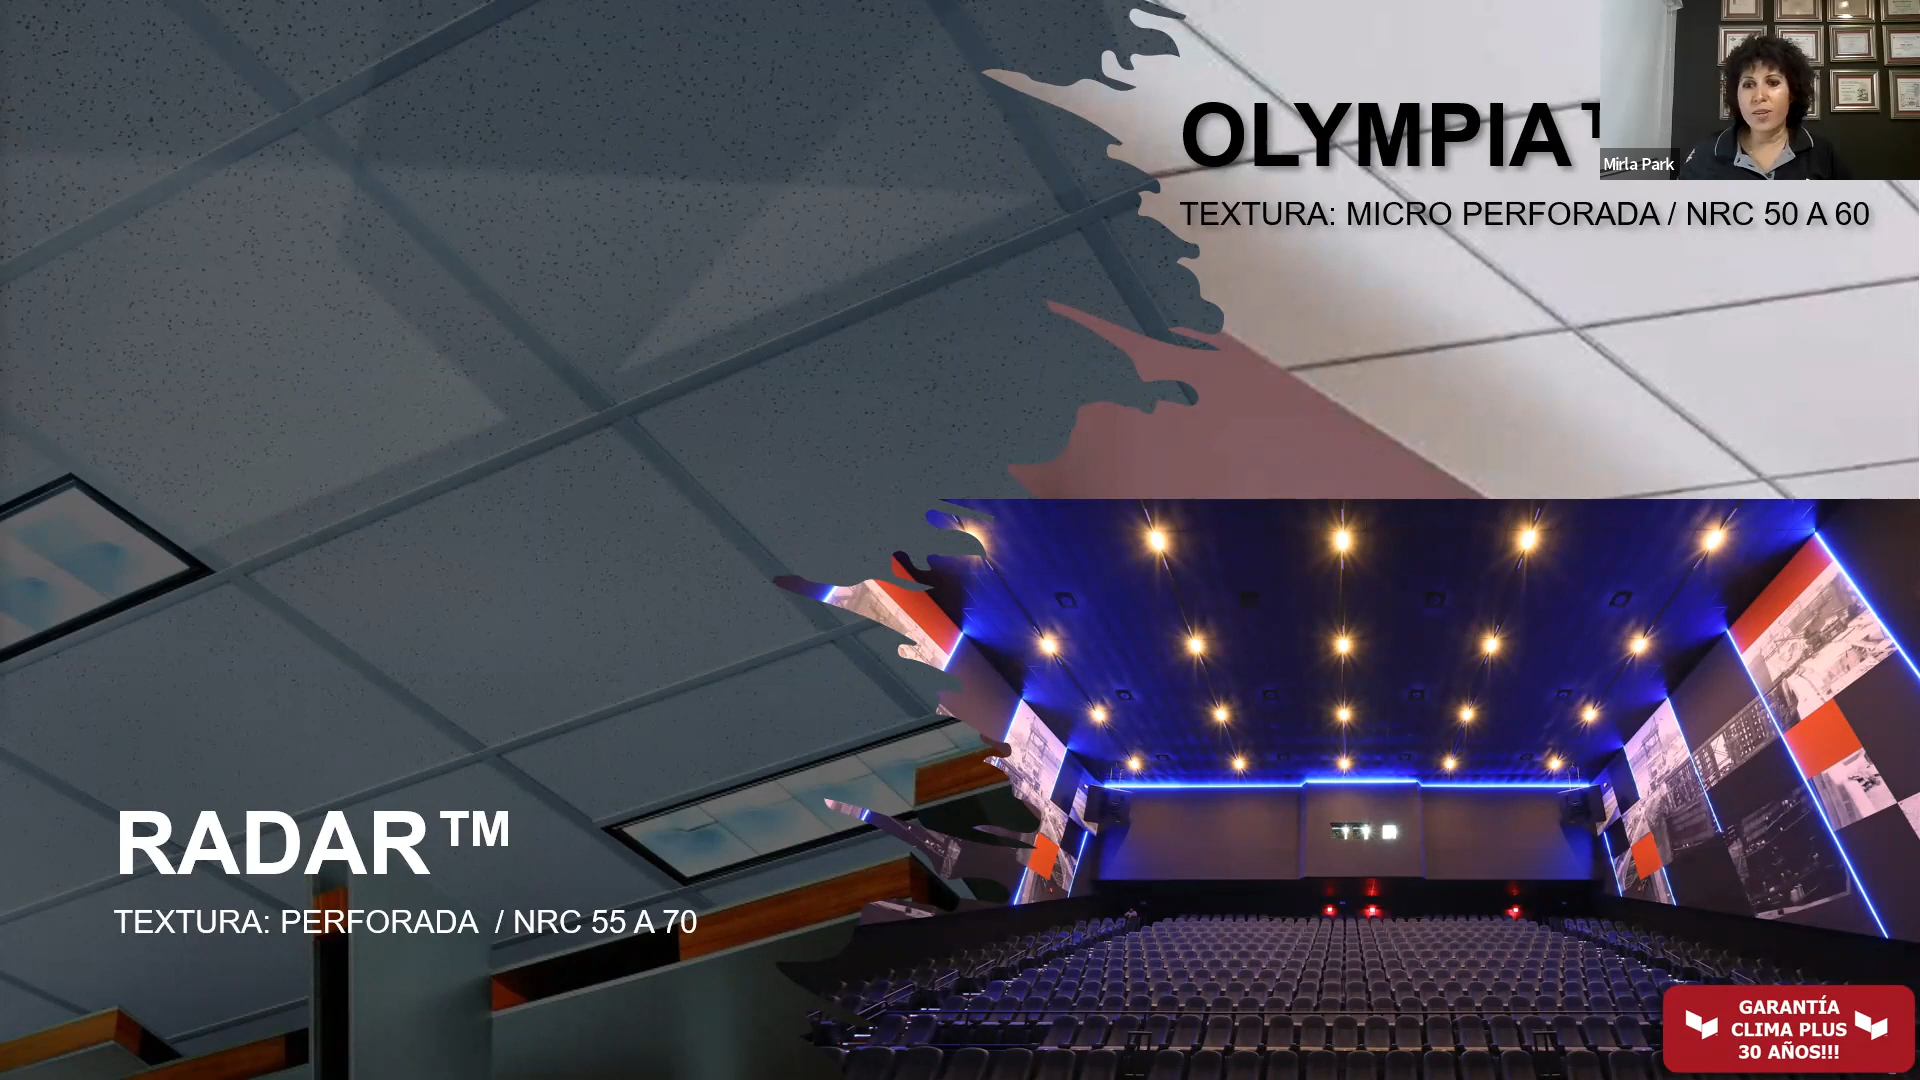 OLYMPIA
Mirla Park
TEXTURA: MICRO PERFORADA / NRC 50 A 60
RADAR™
TEXTURA: PERFORADA / NRC 55 A 70
GARANTÍA
CLIMA PLUS
30 AÑOS!!!